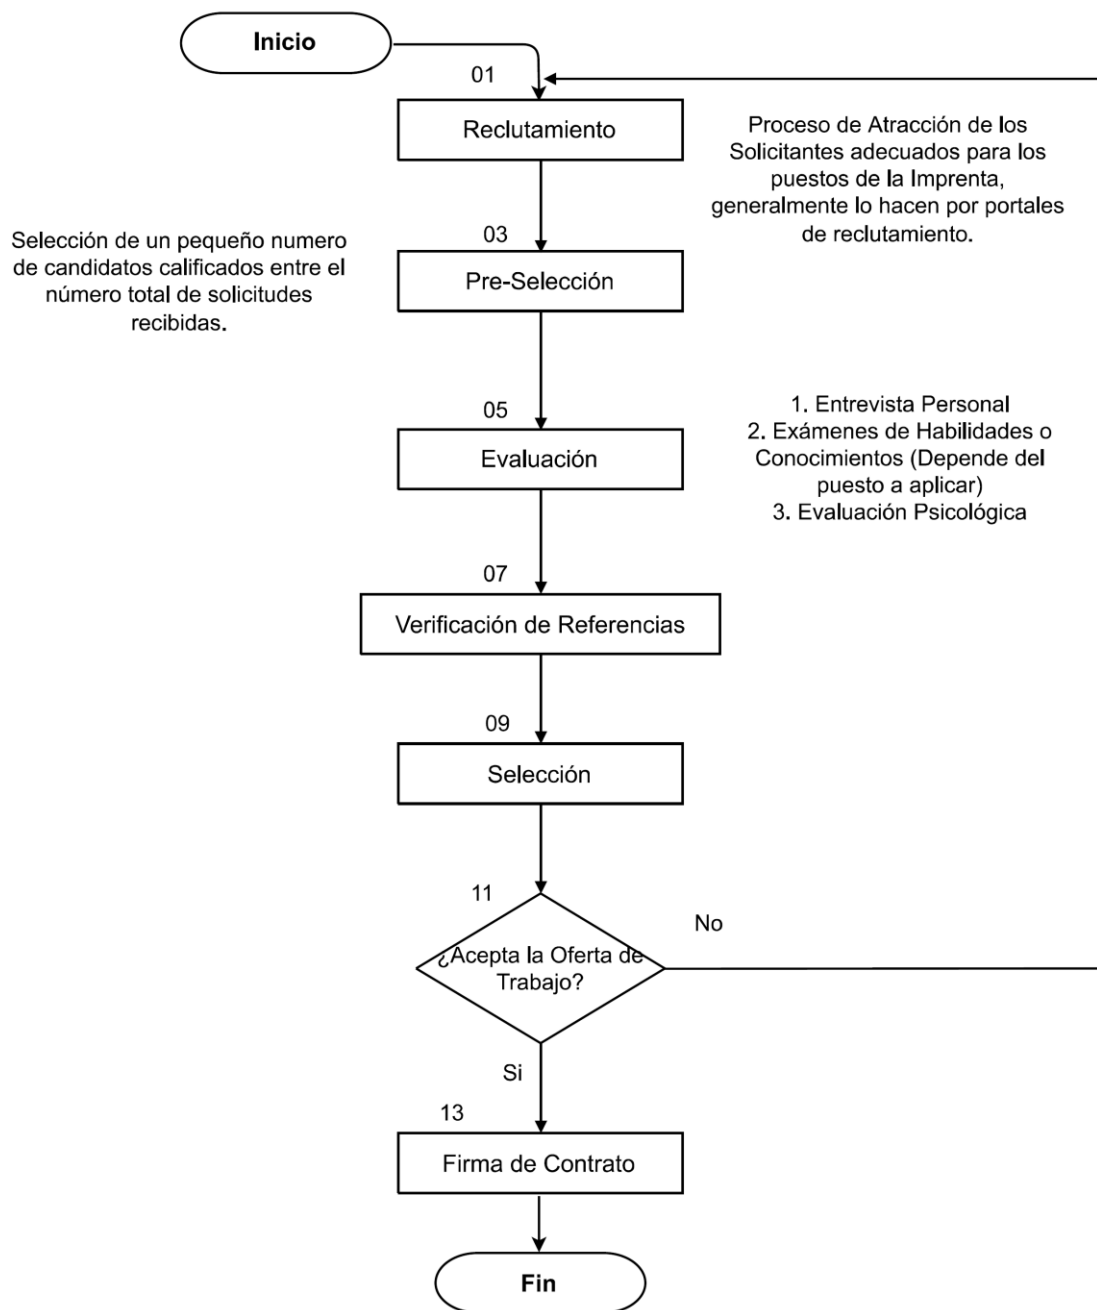 Inicio
01
Reclutamiento
Proceso de Atracción de los
Solicitantes adecuados para los
puestos de la Imprenta,
generalmente lo hacen por portales
de reclutamiento.
03
Pre-Selección
Selección de un pequeño numero
de candidatos calificados entre el
número total de solicitudes
recibidas.
05
Evaluación
1. Entrevista Personal
2. Exámenes de Habilidades o
Conocimientos (Depende del
puesto a aplicar)
3. Evaluación Psicológica
07
Verificación de Referencias
09
Selección
11
¿Acepta la Oferta de
Trabajo?
No
Si
13
Firma de Contrato
Fin